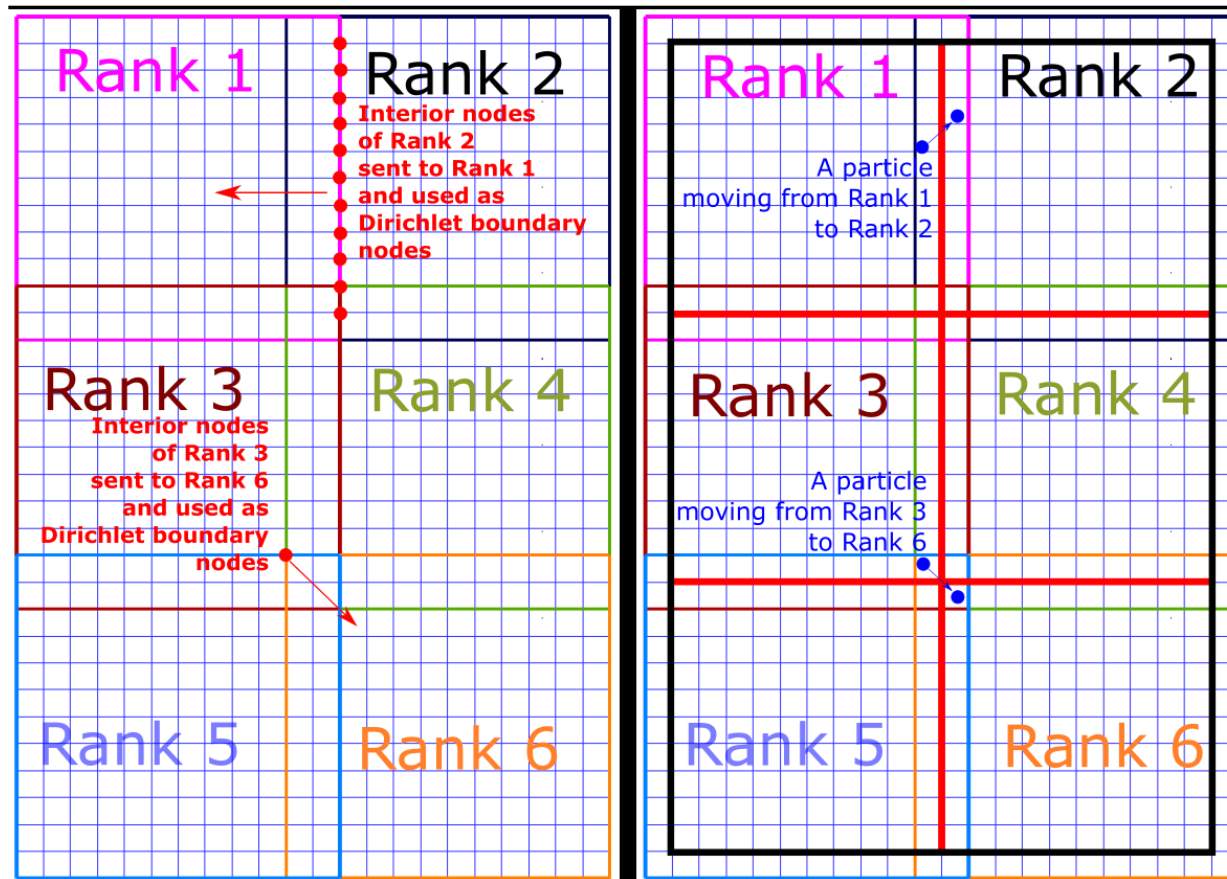 Rank 1
Rank 2
Interior nodes
of Rank 2
sent to Rank 1
and used as
Dirichlet boundary
nodes
Rank 3
Rank 4
Interior nodes
of Rank 3
sent to Rank 6
and used as
Dirichlet boundary
nodes
Rank 5
Rank 6
Rank 1
Rank 2
A particle
moving from Rank 1
to Rank 2
Rank 3
Rank 4
A particle
moving from Rank 3
to Rank 6
Rank 5
Rank 6